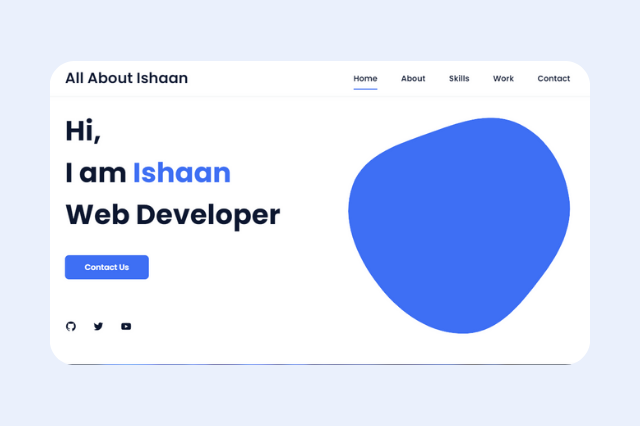 All About Ishaan
Home About Skills Work Contact
Hi,
I am Ishaan
Web Developer
Contact Us